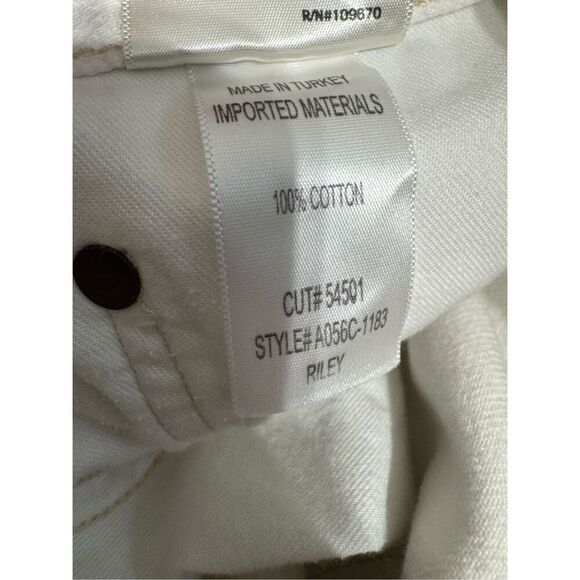 R/N#109670
MADE IN TURKEY
IMPORTED MATERIALS
100% COTTON
CUT# 54501
STYLE# A056C-1183
RILEY